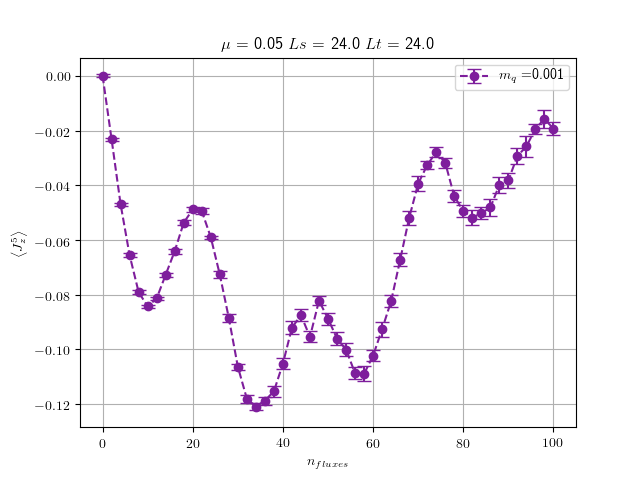 μ = 0.05 Ls = 24.0 Lt = 24.0
m_q =0.001
0.00
−0.02
−0.04
−0.06
−0.08
−0.10
−0.12
⟨J_z^5⟩
0 20 40 60 80 100
n_fluxes